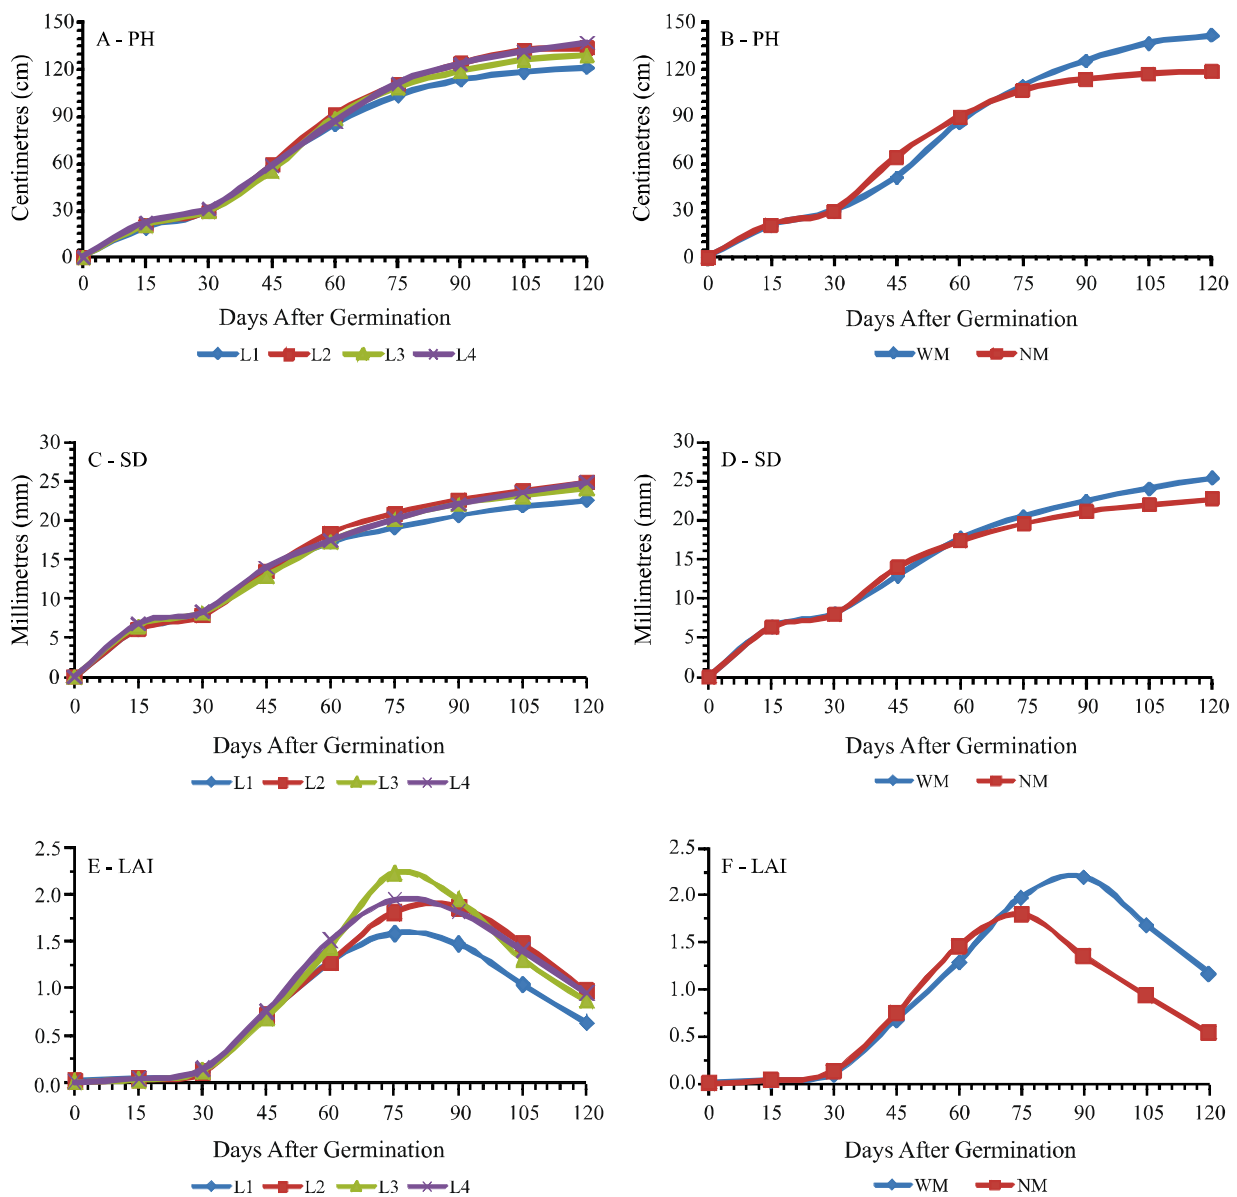 A - PH
Centimetres (cm)
150
120
90
60
30
0
0 15 30 45 60 75 90 105 120
Days After Germination
L1 L2 L3 L4
B - PH
Centimetres (cm)
150
120
90
60
30
0
0 15 30 45 60 75 90 105 120
Days After Germination
WM NM
C - SD
Millimetres (mm)
30
25
20
15
10
5
0
0 15 30 45 60 75 90 105 120
Days After Germination
L1 L2 L3 L4
D - SD
Millimetres (mm)
30
25
20
15
10
5
0
0 15 30 45 60 75 90 105 120
Days After Germination
WM NM
E - LAI
2.5
2.0
1.5
1.0
0.5
0.0
0 15 30 45 60 75 90 105 120
Days After Germination
L1 L2 L3 L4
F - LAI
2.5
2.0
1.5
1.0
0.5
0.0
0 15 30 45 60 75 90 105 120
Days After Germination
WM NM